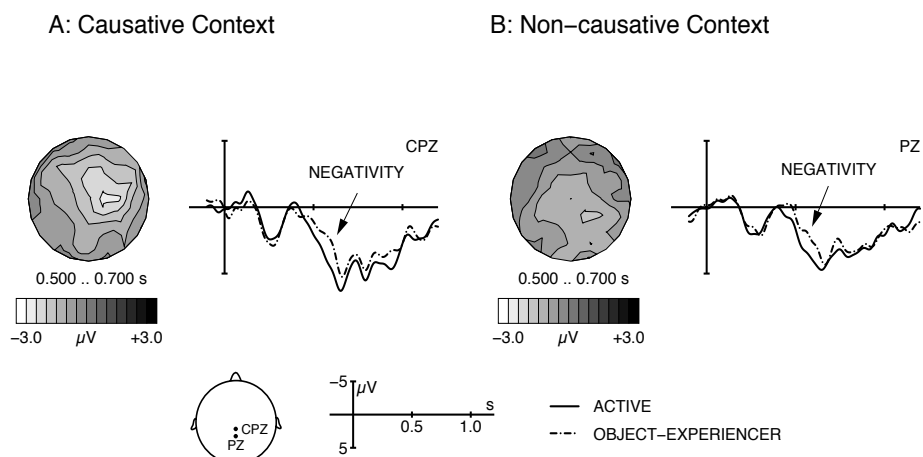 A: Causative Context
B: Non−causative Context
CPZ
NEGATIVITY
0.500 .. 0.700 s
−3.0 µV +3.0
PZ
NEGATIVITY
0.500 .. 0.700 s
−3.0 µV +3.0
CPZ
PZ
−5
µV
s
0.5 1.0
5
ACTIVE
OBJECT−EXPERIENCER